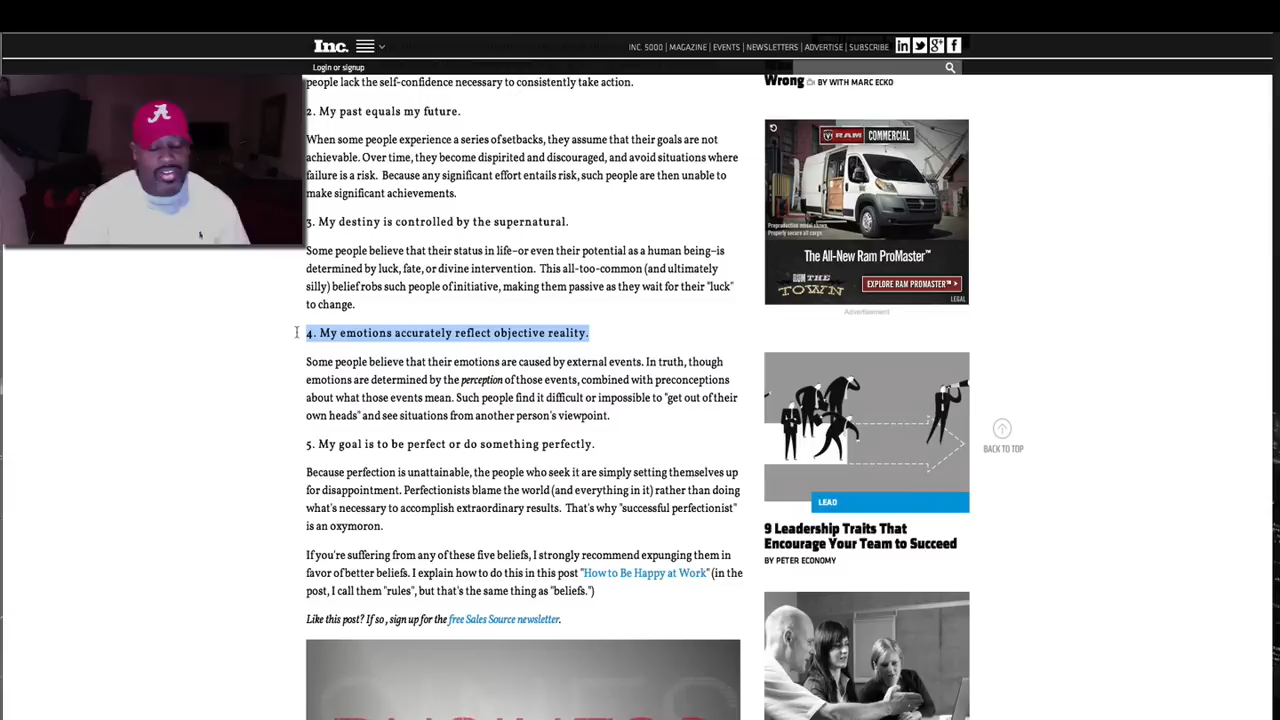 Inc.
INC. 5000 | MAGAZINE | EVENTS | NEWSLETTERS | ADVERTISE | SUBSCRIBE
Login or signup
people lack the self-confidence necessary to consistently take action.
2. My past equals my future.
When some people experience a series of setbacks, they assume that their goals are not
achievable. Over time, they become dispirited and discouraged, and avoid situations where
failure is a risk. Because any significant effort entails risk, such people are then unable to
make significant achievements.
3. My destiny is controlled by the supernatural.
Some people believe that their status in life–or even their potential as a human being–is
determined by luck, fate, or divine intervention. This all-too-common (and ultimately
silly) belief robs such people of initiative, making them passive as they wait for their "luck"
to change.
4. My emotions accurately reflect objective reality.
Some people believe that their emotions are caused by external events. In truth, though
emotions are determined by the perception of those events, combined with preconceptions
about what those events mean. Such people find it difficult or impossible to "get out of their
own heads" and see situations from another person's viewpoint.
5. My goal is to be perfect or do something perfectly.
Because perfection is unattainable, the people who seek it are simply setting themselves up
for disappointment. Perfectionists blame the world (and everything in it) rather than doing
what's necessary to accomplish extraordinary results. That's why "successful perfectionist"
is an oxymoron.
If you're suffering from any of these five beliefs, I strongly recommend expunging them in
favor of better beliefs. I explain how to do this in this post "How to Be Happy at Work" (in the
post, I call them "rules", but that's the same thing as "beliefs.")
Like this post? If so, sign up for the free Sales Source newsletter.
Wrong BY WITH MARC ECKO
RAM COMMERCIAL
Preproduction model shown.
Properly secure all cargo.
The All-New Ram ProMaster™
RUN THE
TOWN
EXPLORE RAM PROMASTER™ >
LEGAL
Advertisement
LEAD
9 Leadership Traits That
Encourage Your Team to Succeed
BY PETER ECONOMY
BACK TO TOP